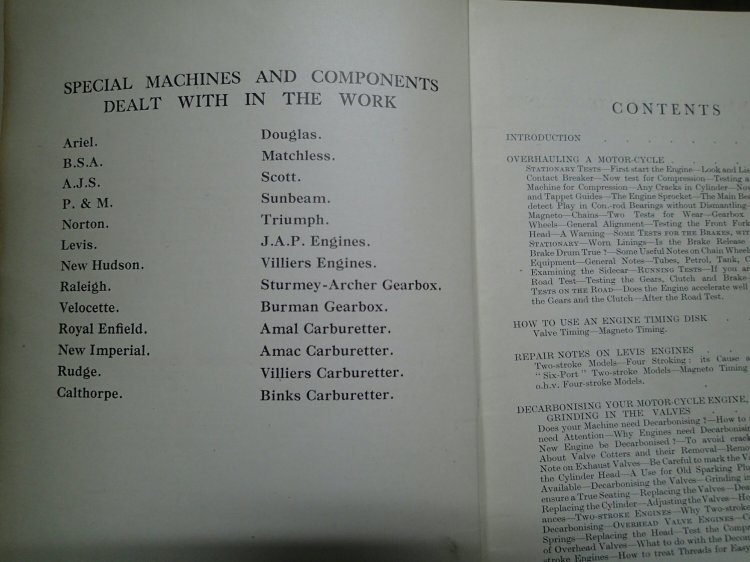 SPECIAL MACHINES AND COMPONENTS
DEALT WITH IN THE WORK
Ariel.
B.S.A.
A.J.S.
P. & M.
Norton.
Levis.
New Hudson.
Raleigh.
Velocette.
Royal Enfield.
New Imperial.
Rudge.
Calthorpe.
Douglas.
Matchless.
Scott.
Sunbeam.
Triumph.
J.A.P. Engines.
Villiers Engines.
Sturmey-Archer Gearbox.
Burman Gearbox.
Amal Carburetter.
Amac Carburetter.
Villiers Carburetter.
Binks Carburetter.
CONTENTS
INTRODUCTION . . . . .
OVERHAULING A MOTOR-CYCLE . . . .
STATIONARY TESTS—First start the Engine—Look and
Contact Breaker—Now test for Compression—Testing a
Machine for Compression—Any Cracks in Cylinder—
and Tappet Guides—The Engine Sprocket—The Main
detect Play in Con.-rod Bearings without Dismantling—
Magneto—Chains—Two Tests for Wear—Gearbox
Wheels—General Alignment—Testing the Front
Head—A Warning—SOME TESTS FOR THE BRAKES,
STATIONARY—Worn Linings—Is the Brake Release
Brake Drum True ?—Some Useful Notes on Chain
Equipment—General Notes—Tubes, Petrol, Tank,
Examining the Sidecar—RUNNING TESTS—If you
Road Test—Testing the Gears, Clutch and Brake
TESTS ON THE ROAD—Does the Engine accelerate well
the Gears and the Clutch—After the Road Test.
HOW TO USE AN ENGINE TIMING DISK .
Valve Timing—Magneto Timing.
REPAIR NOTES ON LEVIS ENGINES . .
Two-stroke Models—Four Stroking : its Cause
" Six-Port " Two-stroke Models—Magneto Timing
o.h.v. Four-stroke Models.
DECARBONISING YOUR MOTOR-CYCLE ENGINE,
GRINDING IN THE VALVES . .
Does your Machine need Decarbonising ?—How to
need Attention—Why Engines need
New Engine be Decarbonised ?—To avoid
About Valve Cotters and their Removal—
Note on Exhaust Valves—Be Careful to mark the
the Cylinder Head—A Use for Old Sparking
Available—Decarbonising the Valves—Grinding
ensure a True Seating—Replacing the Valves—
Replacing the Cylinder—Adjusting the Valves—
ances—TWO-STROKE ENGINES—Why
Decarbonising—OVERHEAD VALVE ENGINES—
Springs—Replacing the Head—Test the
of Overhead Valves—What to do with the
stroke Engines—How to treat Threads for